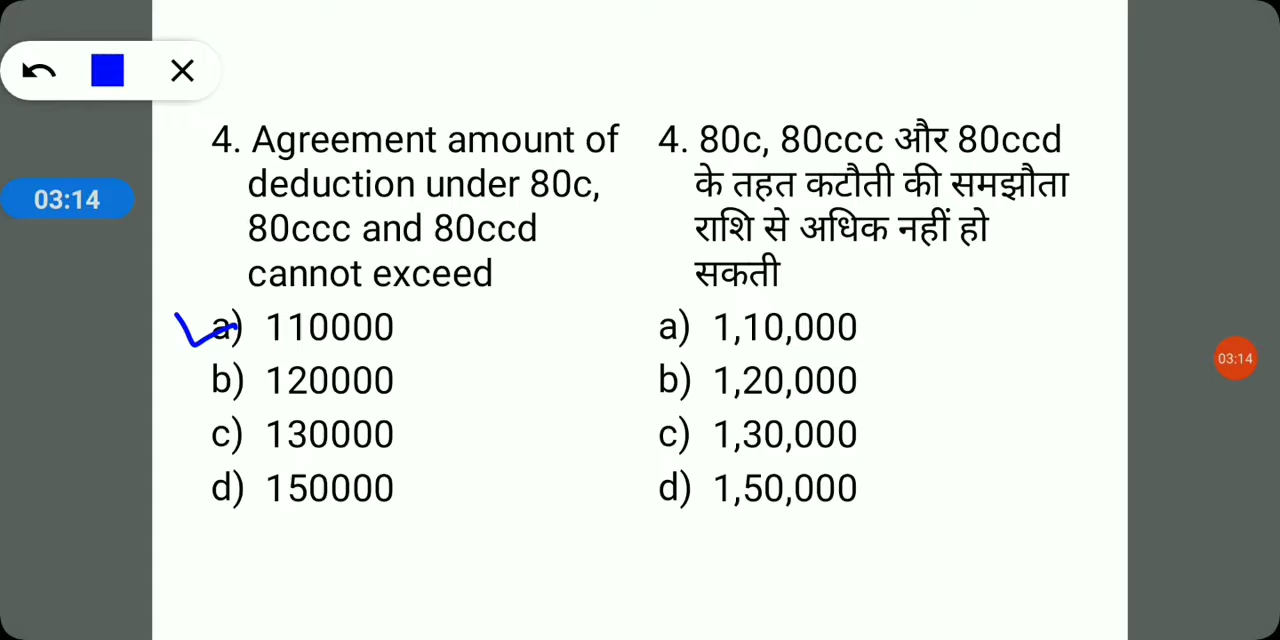 03:14
4. Agreement amount of
deduction under 80c,
80ccc and 80ccd
cannot exceed
a) 110000
b) 120000
c) 130000
d) 150000
4. 80c, 80ccc और 80ccd
के तहत कटौती की समझौता
राशि से अधिक नहीं हो
सकती
a) 1,10,000
b) 1,20,000
c) 1,30,000
d) 1,50,000
03:14